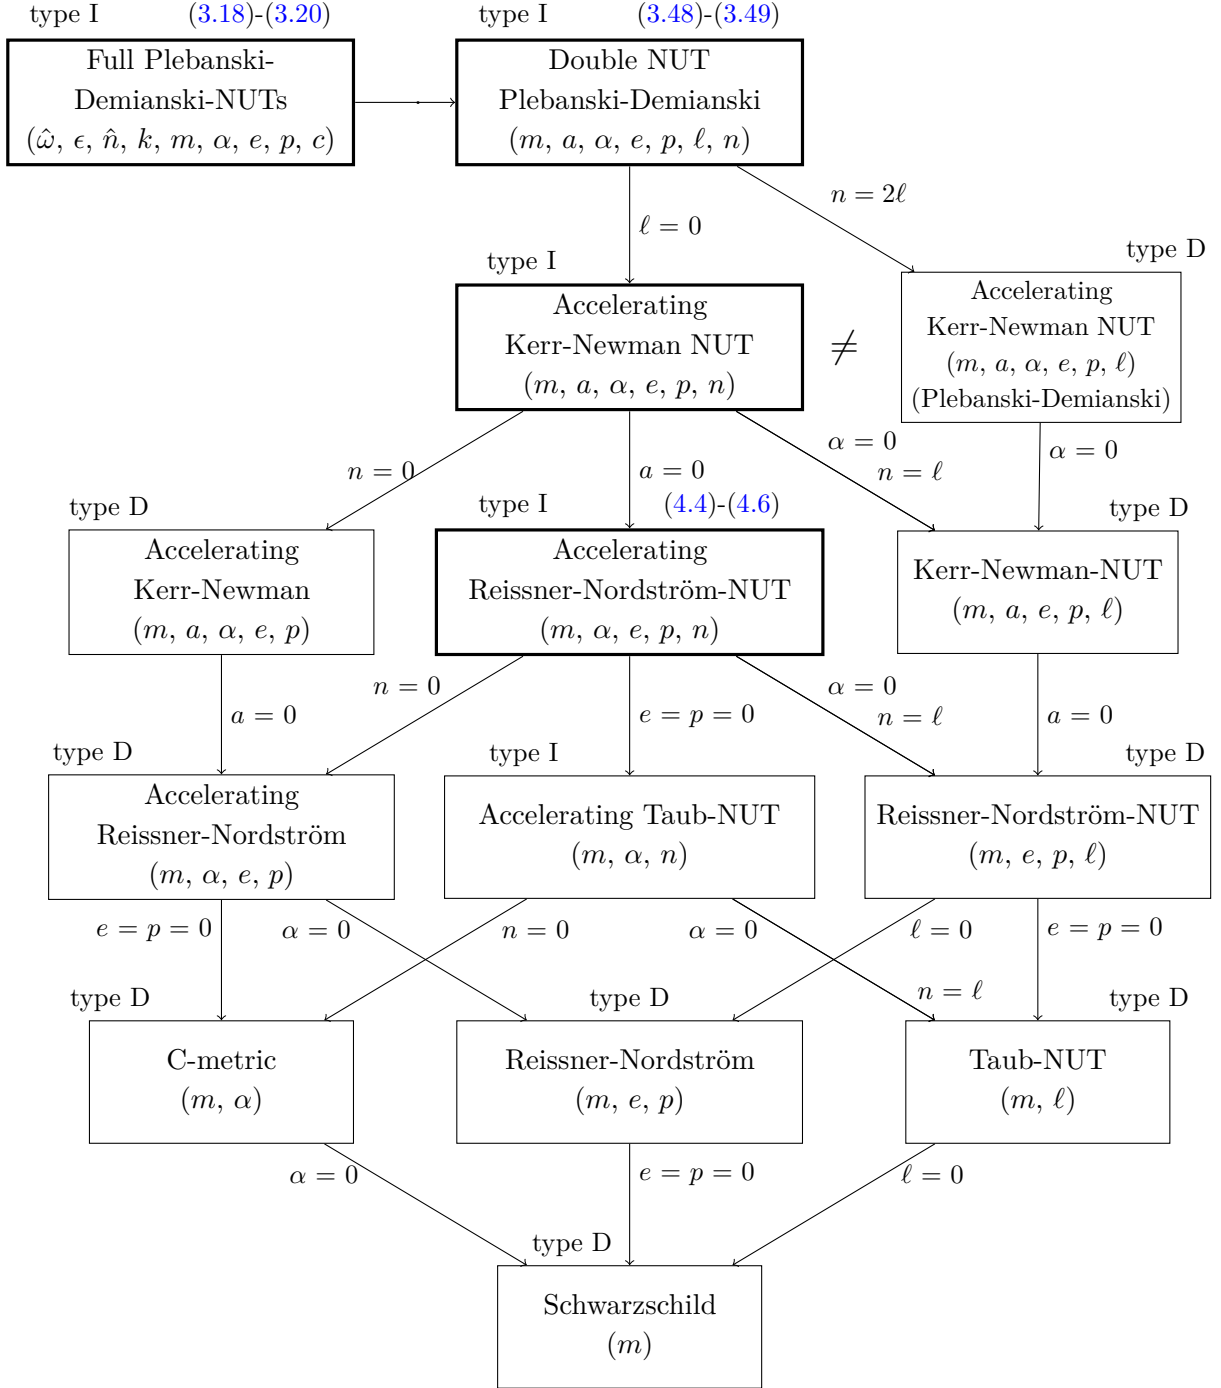 type I (3.18)-(3.20)
Full Plebanski-
Demianski-NUTs
(ω̂, ϵ, n̂, k, m, α, e, p, c)
type I (3.48)-(3.49)
Double NUT
Plebanski-Demianski
(m, a, α, e, p, ℓ, n)
ℓ = 0
n = 2ℓ
type I
Accelerating
Kerr-Newman NUT
(m, a, α, e, p, n)
≠
type D
Accelerating
Kerr-Newman NUT
(m, a, α, e, p, ℓ)
(Plebanski-Demianski)
n = 0
a = 0
α = 0
n = ℓ
α = 0
type D
Accelerating
Kerr-Newman
(m, a, α, e, p)
type I (4.4)-(4.6)
Accelerating
Reissner-Nordström-NUT
(m, α, e, p, n)
type D
Kerr-Newman-NUT
(m, a, e, p, ℓ)
a = 0
n = 0
e = p = 0
α = 0
n = ℓ
a = 0
type D
Accelerating
Reissner-Nordström
(m, α, e, p)
type I
Accelerating Taub-NUT
(m, α, n)
type D
Reissner-Nordström-NUT
(m, e, p, ℓ)
e = p = 0
α = 0
n = 0
α = 0
n = ℓ
ℓ = 0
e = p = 0
type D
C-metric
(m, α)
type D
Reissner-Nordström
(m, e, p)
type D
Taub-NUT
(m, ℓ)
α = 0
e = p = 0
ℓ = 0
type D
Schwarzschild
(m)